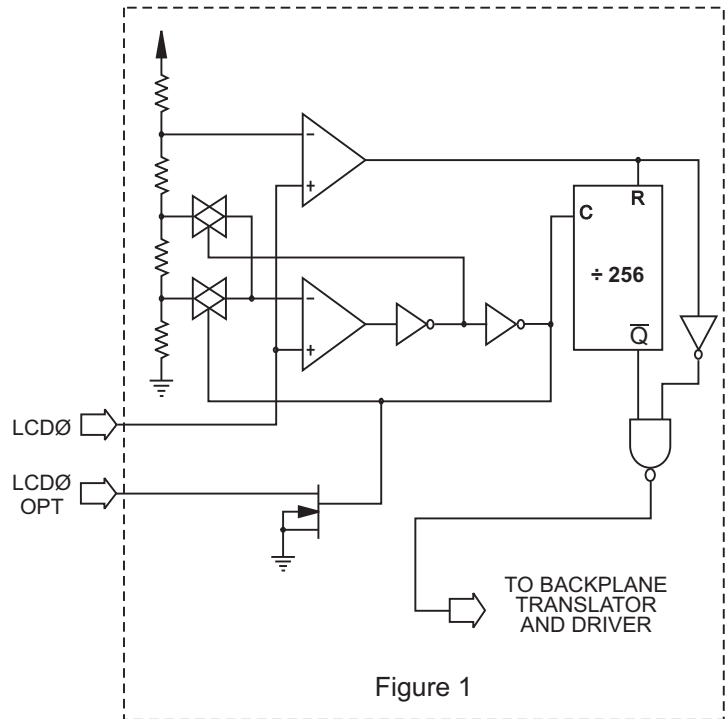 −
+
R
C
÷ 256
Q
−
+
LCDØ
LCDØ
OPT
TO BACKPLANE
TRANSLATOR
AND DRIVER
Figure 1